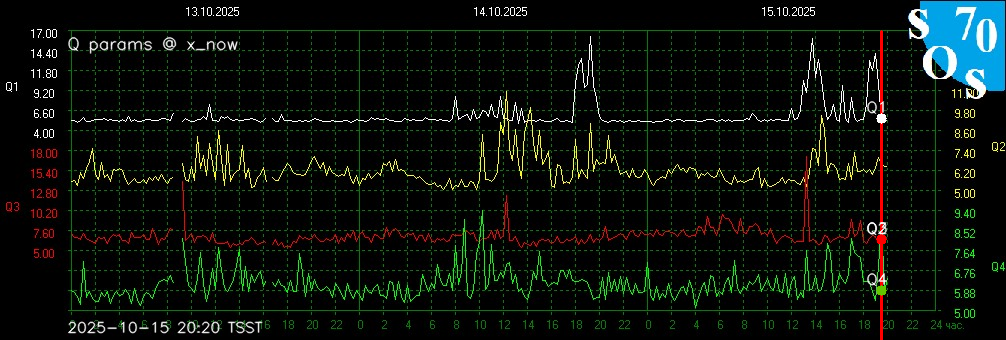 13.10.2025 14.10.2025 15.10.2025
S 70
O
S
Q params @ x_now
17.00
14.40
11.80
Q1
9.20
6.60
4.00
18.00
15.40
12.80
Q3
10.20
7.60
5.00
11.00
9.80
8.60
7.40
Q2
6.20
5.00
9.40
8.52
7.64
6.76
Q4
5.88
5.00
Q1
Q4
2025-10-15 20:20 TSST
16 18 20 22 0 2 4 6 8 10 12 14 16 18 20 22 0 2 4 6 8 10 12 14 16 18 20 22 24 час.